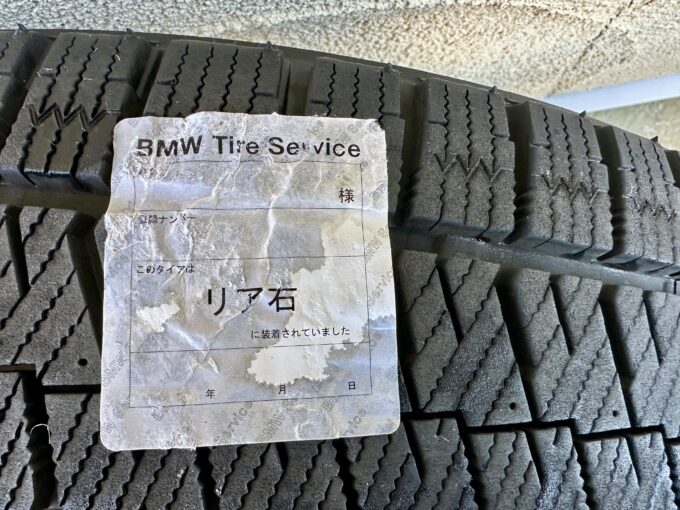 BMW Tire Service
様
登録ナンバー
このタイヤは
リア石
に装着されていました
年 月 日